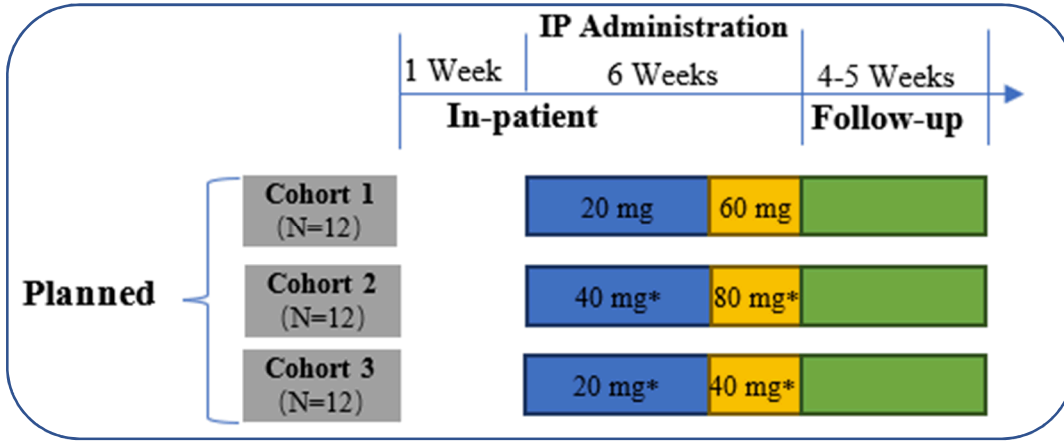 IP Administration
1 Week
6 Weeks
4-5 Weeks
In-patient
Follow-up
Planned
Cohort 1
(N=12)
20 mg
60 mg
Cohort 2
(N=12)
40 mg*
80 mg*
Cohort 3
(N=12)
20 mg*
40 mg*